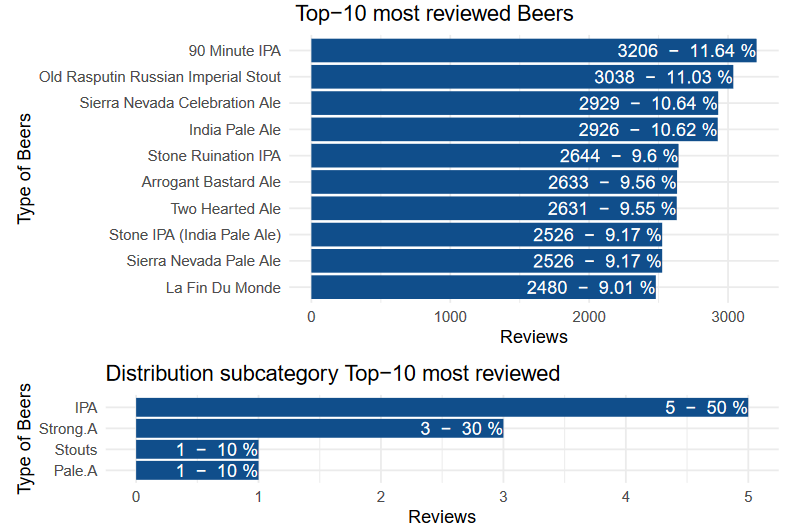 Top−10 most reviewed Beers
Type of Beers
90 Minute IPA 3206 − 11.64 %
Old Rasputin Russian Imperial Stout 3038 − 11.03 %
Sierra Nevada Celebration Ale 2929 − 10.64 %
India Pale Ale 2926 − 10.62 %
Stone Ruination IPA 2644 − 9.6 %
Arrogant Bastard Ale 2633 − 9.56 %
Two Hearted Ale 2631 − 9.55 %
Stone IPA (India Pale Ale) 2526 − 9.17 %
Sierra Nevada Pale Ale 2526 − 9.17 %
La Fin Du Monde 2480 − 9.01 %
0 1000 2000 3000
Reviews
Distribution subcategory Top−10 most reviewed
Type of Beers
IPA 5 − 50 %
Strong.A 3 − 30 %
Stouts 1 − 10 %
Pale.A 1 − 10 %
0 1 2 3 4 5
Reviews